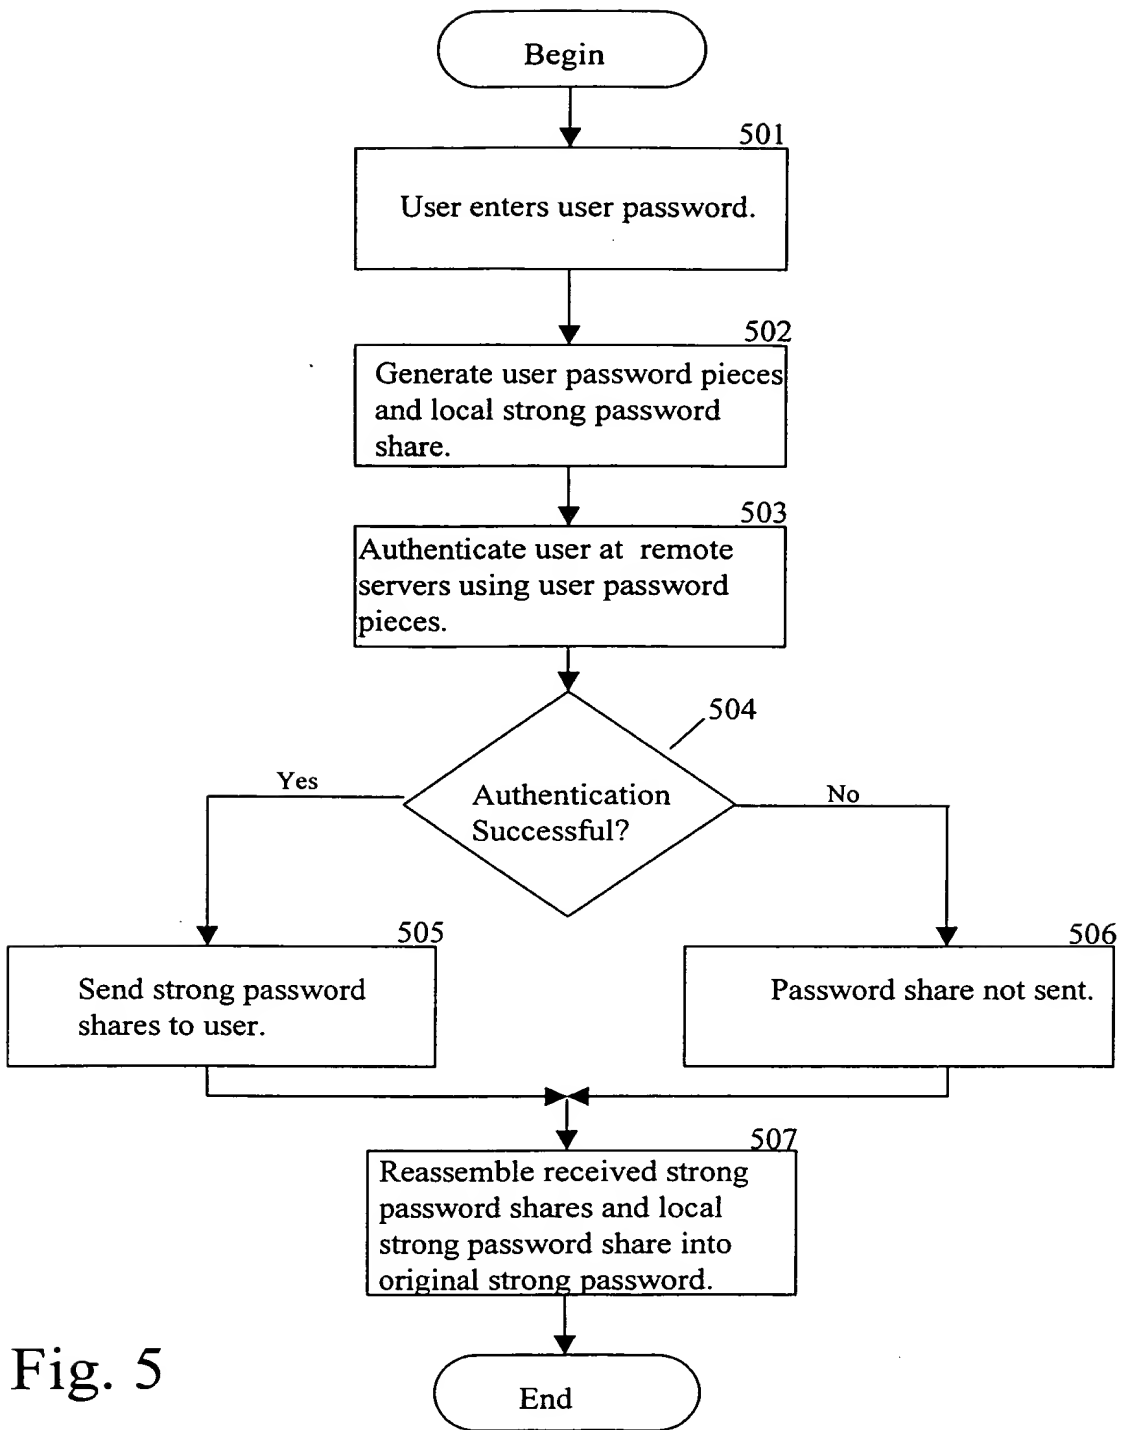 Begin
501
User enters user password.
502
Generate user password pieces
and local strong password
share.
503
Authenticate user at remote
servers using user password
pieces.
504
Authentication
Successful?
Yes
No
505
Send strong password
shares to user.
506
Password share not sent.
507
Reassemble received strong
password shares and local
strong password share into
original strong password.
End
Fig. 5